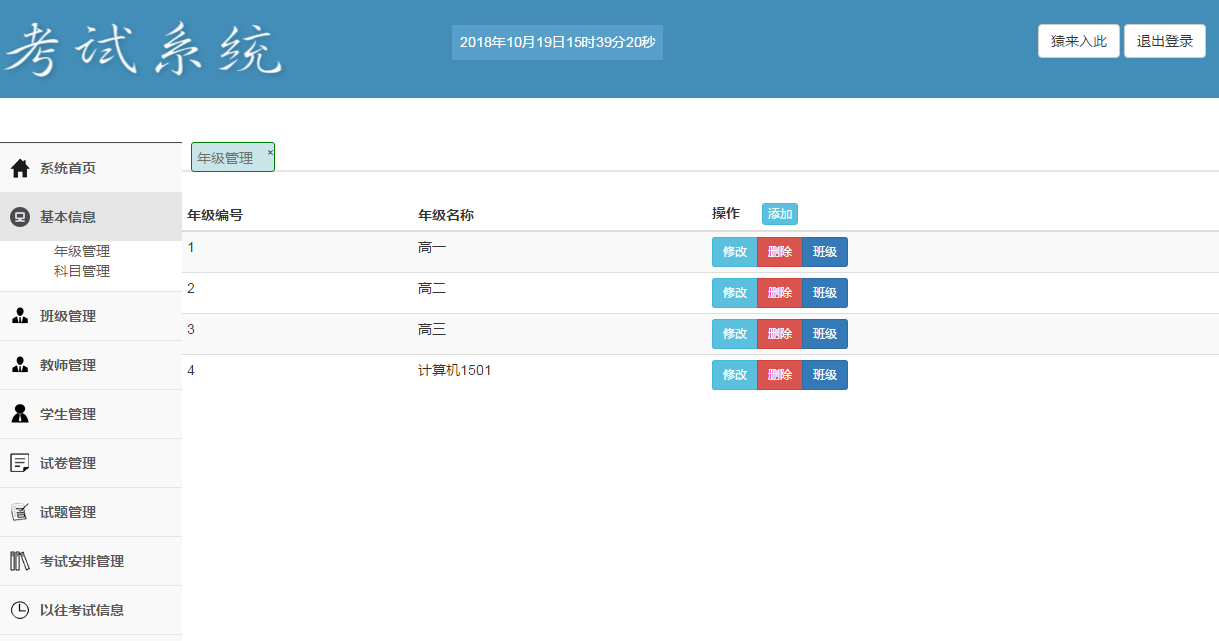 考试系统
2018年10月19日15时39分20秒
猿来入此 退出登录
年级管理 ×
系统首页
基本信息
年级管理
科目管理
班级管理
教师管理
学生管理
试卷管理
试题管理
考试安排管理
以往考试信息
年级编号 年级名称 操作 添加
1 高一 修改 删除 班级
2 高二 修改 删除 班级
3 高三 修改 删除 班级
4 计算机1501 修改 删除 班级